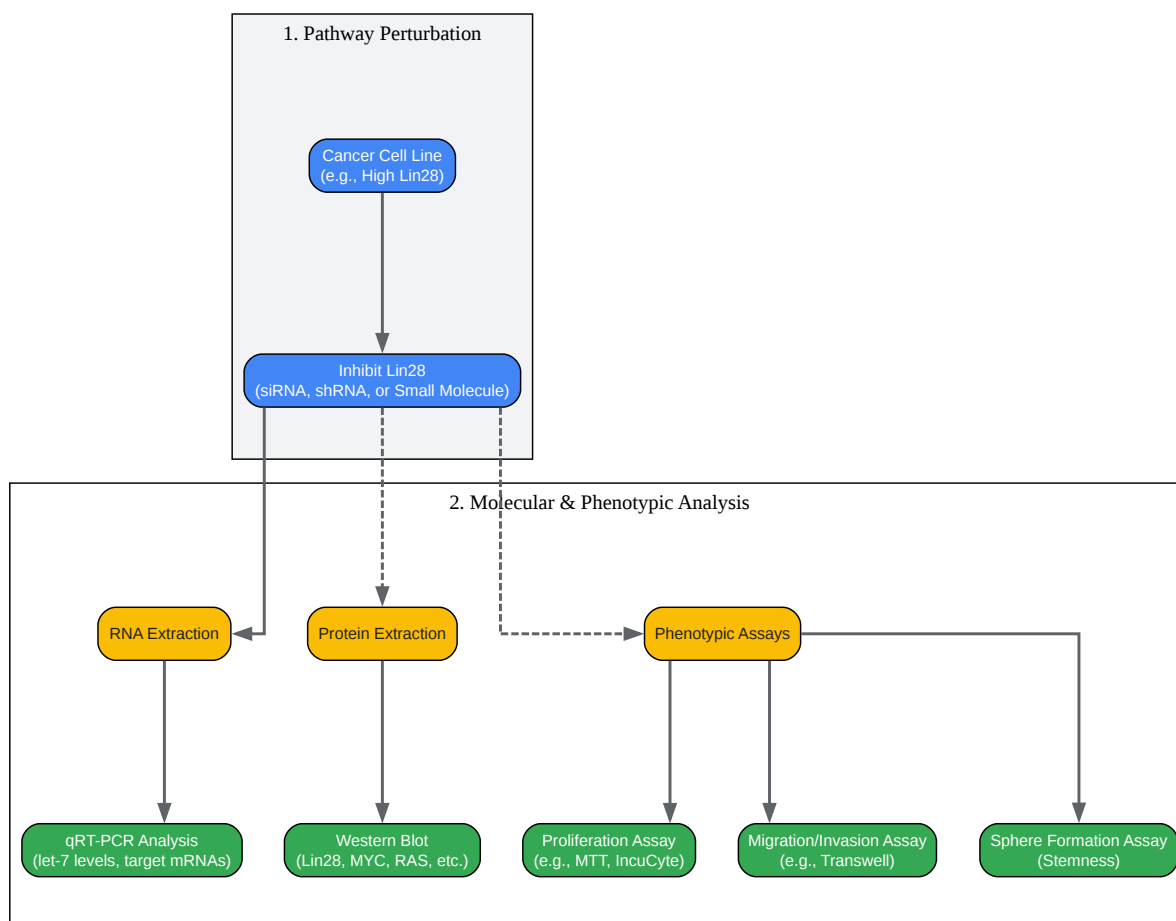 1. Pathway Perturbation
Cancer Cell Line
(e.g., High Lin28)
Inhibit Lin28
(siRNA, shRNA, or Small Molecule)
2. Molecular & Phenotypic Analysis
RNA Extraction
Protein Extraction
Phenotypic Assays
qRT-PCR Analysis
(let-7 levels, target mRNAs)
Western Blot
(Lin28, MYC, RAS, etc.)
Proliferation Assay
(e.g., MTT, IncuCyte)
Migration/Invasion Assay
(e.g., Transwell)
Sphere Formation Assay
(Stemness)